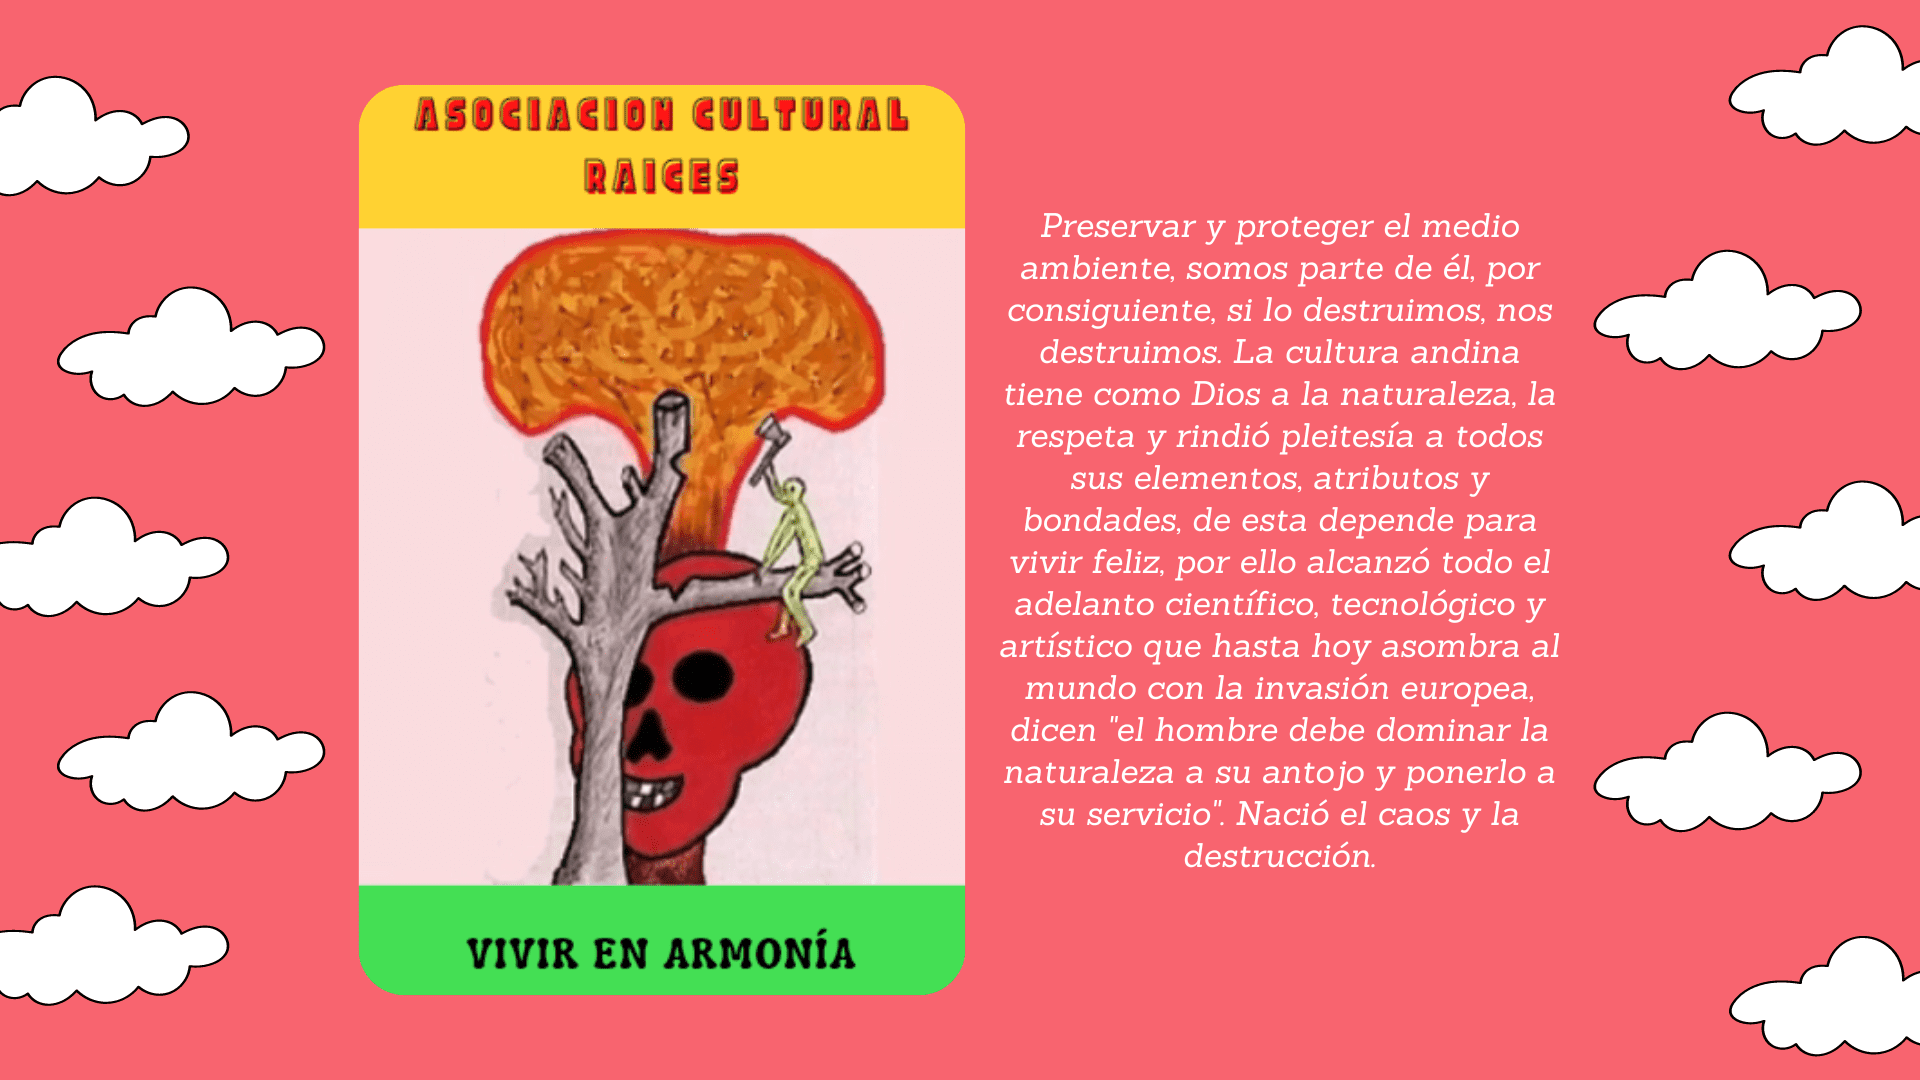 ASOCIACION CULTURAL
RAICES
VIVIR EN ARMONÍA
Preservar y proteger el medio
ambiente, somos parte de él, por
consiguiente, si lo destruimos, nos
destruimos. La cultura andina
tiene como Dios a la naturaleza, la
respeta y rindió pleitesía a todos
sus elementos, atributos y
bondades, de esta depende para
vivir feliz, por ello alcanzó todo el
adelanto científico, tecnológico y
artístico que hasta hoy asombra al
mundo con la invasión europea,
dicen "el hombre debe dominar la
naturaleza a su antojo y ponerlo a
su servicio". Nació el caos y la
destrucción.